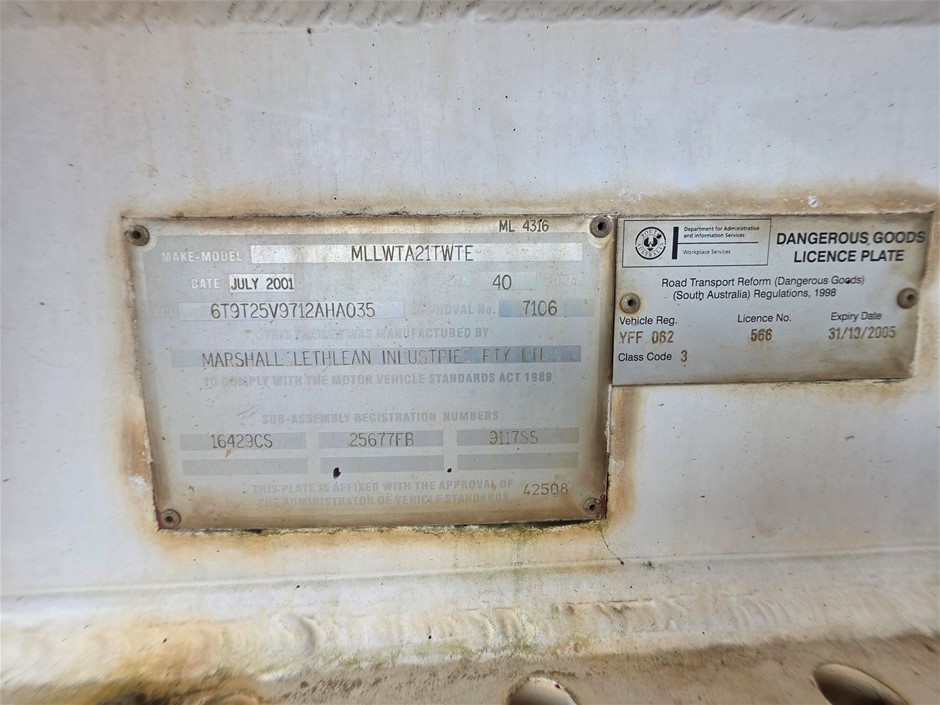 ML 4316
MAKE-MODEL MLLWTA21TWTE
DATE JULY 2001 40
6T9T25V9712AHA035 APPROVAL No. 7106
THIS TRAILER WAS MANUFACTURED BY
MARSHALL LETHLEAN INDUSTRIES PTY LTD
TO COMPLY WITH THE MOTOR VEHICLE STANDARDS ACT 1989
SUB-ASSEMBLY REGISTRATION NUMBERS
16429CS 25677FB 9117SS
THIS PLATE IS AFFIXED WITH THE APPROVAL OF
THE ADMINISTRATOR OF VEHICLE STANDARDS 42508
Department for Administrative
and Information Services
Workplace Services
DANGEROUS GOODS
LICENCE PLATE
Road Transport Reform (Dangerous Goods)
(South Australia) Regulations, 1998
Vehicle Reg. Licence No. Expiry Date
YFF 062 566 31/13/2005
Class Code 3